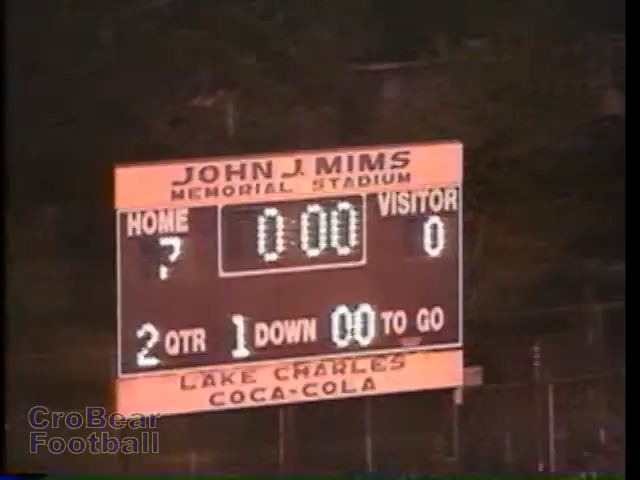 JOHN J. MIMS
MEMORIAL STADIUM
HOME 0:00 VISITOR
7 0
2 QTR 1 DOWN 00 TO GO
LAKE CHARLES
COCA-COLA
CroBear
Football